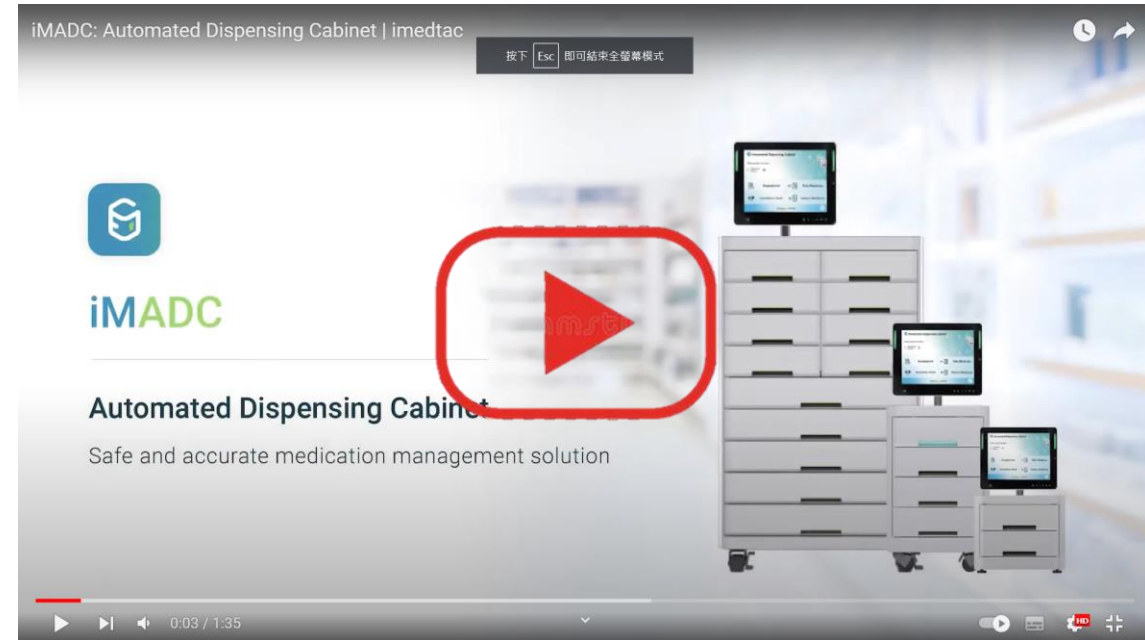 iMADC: Automated Dispensing Cabinet | imedtac
按下 Esc 即可結束全螢幕模式
iMADC
Automated Dispensing Cabinet
Safe and accurate medication management solution
0:03 / 1:35
HD